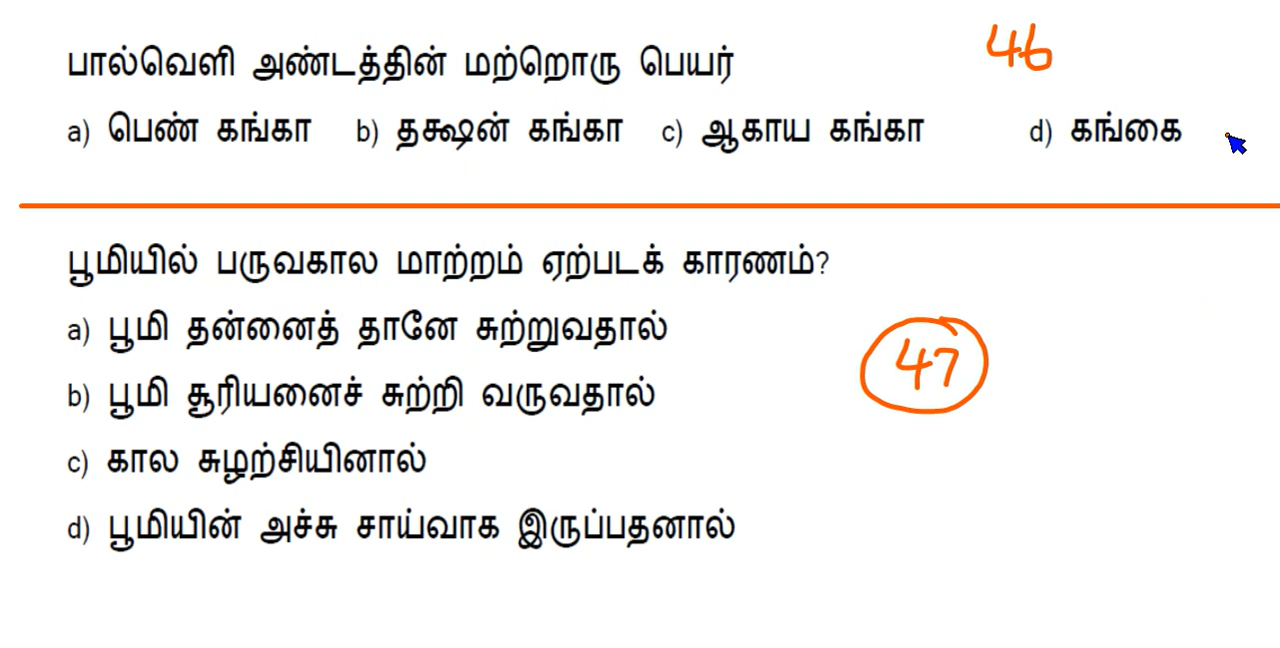 பால்வெளி அண்டத்தின் மற்றொரு பெயர் 46
a) பெண் கங்கா b) தக்ஷன் கங்கா c) ஆகாய கங்கா d) கங்கை
பூமியில் பருவகால மாற்றம் ஏற்படக் காரணம்?
a) பூமி தன்னைத் தானே சுற்றுவதால்
47
b) பூமி சூரியனைச் சுற்றி வருவதால்
c) கால சுழற்சியினால்
d) பூமியின் அச்சு சாய்வாக இருப்பதனால்